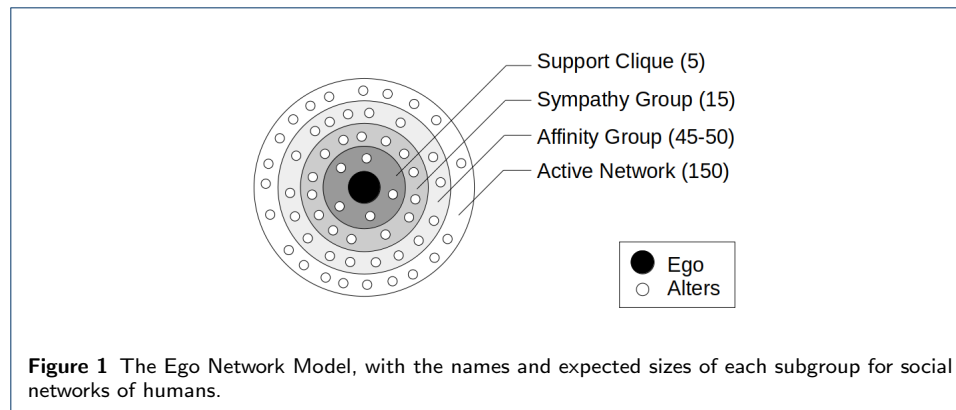 Support Clique (5)
Sympathy Group (15)
Affinity Group (45-50)
Active Network (150)
Ego
Alters
Figure 1 The Ego Network Model, with the names and expected sizes of each subgroup for social
networks of humans.